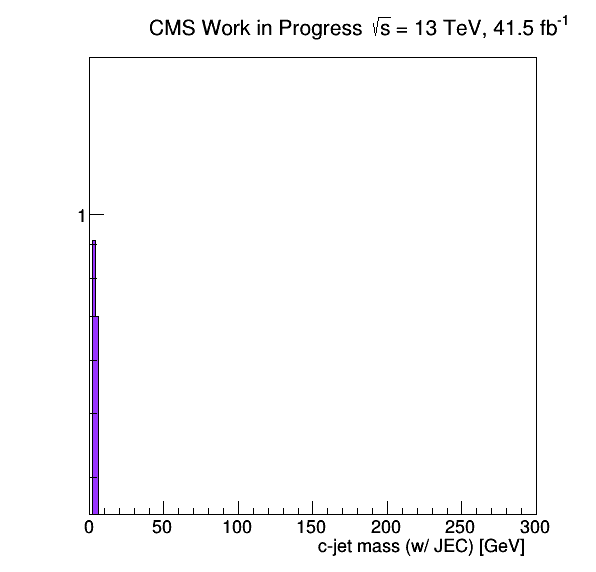 CMS Work in Progress √s = 13 TeV, 41.5 fb⁻¹
1
0 50 100 150 200 250 300
c-jet mass (w/ JEC) [GeV]